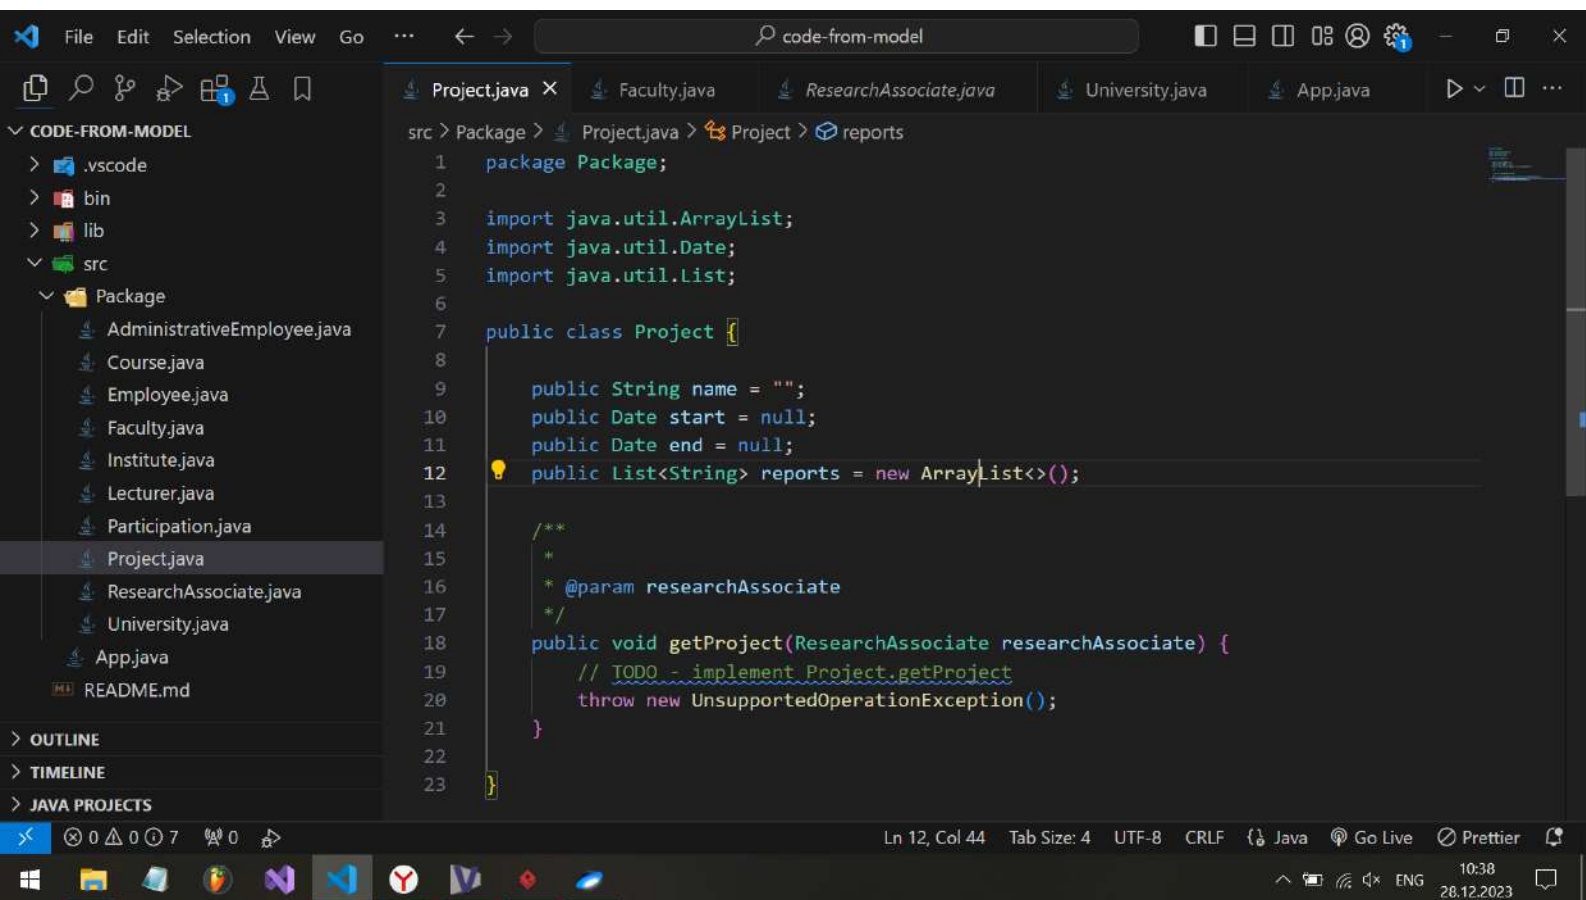 File Edit Selection View Go ··· code-from-model
Project.java Faculty.java ResearchAssociate.java University.java App.java
CODE-FROM-MODEL
.vscode
bin
lib
src
Package
AdministrativeEmployee.java
Course.java
Employee.java
Faculty.java
Institute.java
Lecturer.java
Participation.java
Project.java
ResearchAssociate.java
University.java
App.java
README.md
OUTLINE
TIMELINE
JAVA PROJECTS
src > Package > Project.java > Project > reports
1 package Package;
2
3 import java.util.ArrayList;
4 import java.util.Date;
5 import java.util.List;
6
7 public class Project {
8
9 public String name = "";
10 public Date start = null;
11 public Date end = null;
12 public List<String> reports = new ArrayList<>();
13
14 /**
15 *
16 * @param researchAssociate
17 */
18 public void getProject(ResearchAssociate researchAssociate) {
19 // TODO - implement Project.getProject
20 throw new UnsupportedOperationException();
21 }
22
23 }
0 0 7 0 Ln 12, Col 44 Tab Size: 4 UTF-8 CRLF Java Go Live Prettier
ENG 10:38
28.12.2023